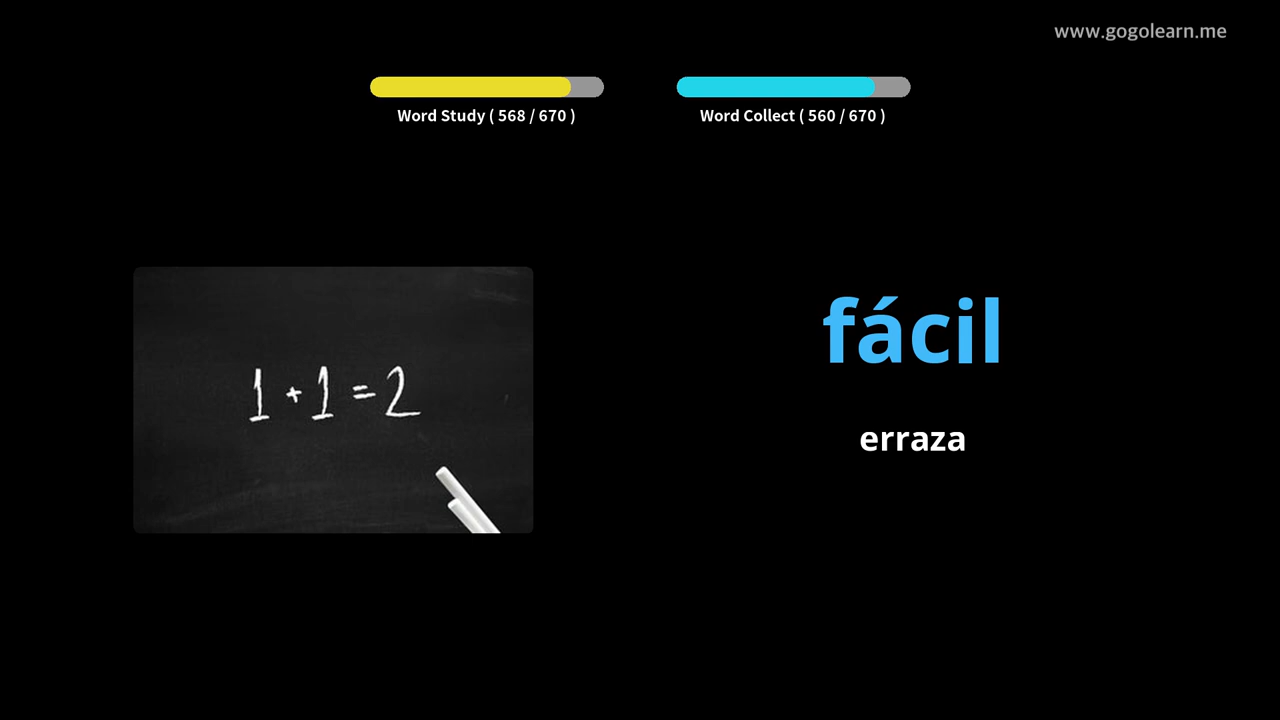 www.gogolearn.me
Word Study ( 568 / 670 )
Word Collect ( 560 / 670 )
1 + 1 = 2
fácil
erraza